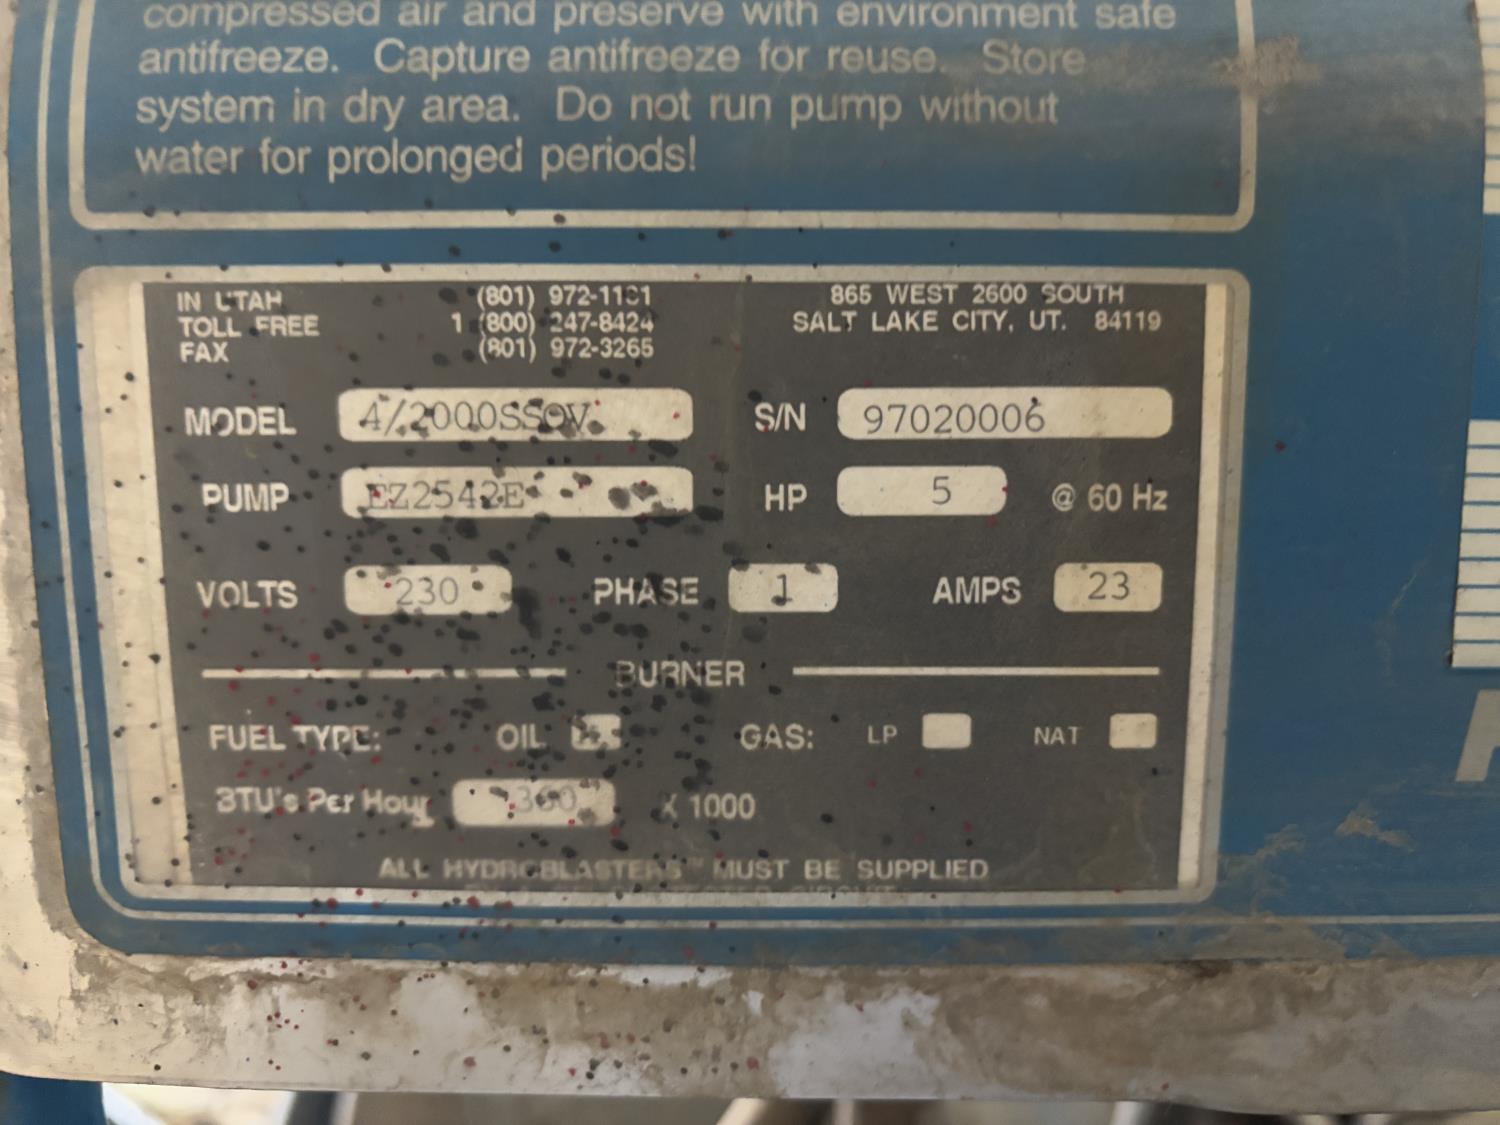 compressed air and preserve with environment safe
antifreeze. Capture antifreeze for reuse. Store
system in dry area. Do not run pump without
water for prolonged periods!
IN UTAH (801) 972-1181 865 WEST 2600 SOUTH
TOLL FREE 1 (800) 247-8424 SALT LAKE CITY, UT. 84119
FAX (801) 972-3265
MODEL 4/2000SSOV S/N 97020006
PUMP EZ2542E HP 5 @ 60 Hz
VOLTS 230 PHASE 1 AMPS 23
BURNER
FUEL TYPE: OIL GAS: LP NAT
BTU's Per Hour X 1000
ALL HYDROBLASTERS™ MUST BE SUPPLIED